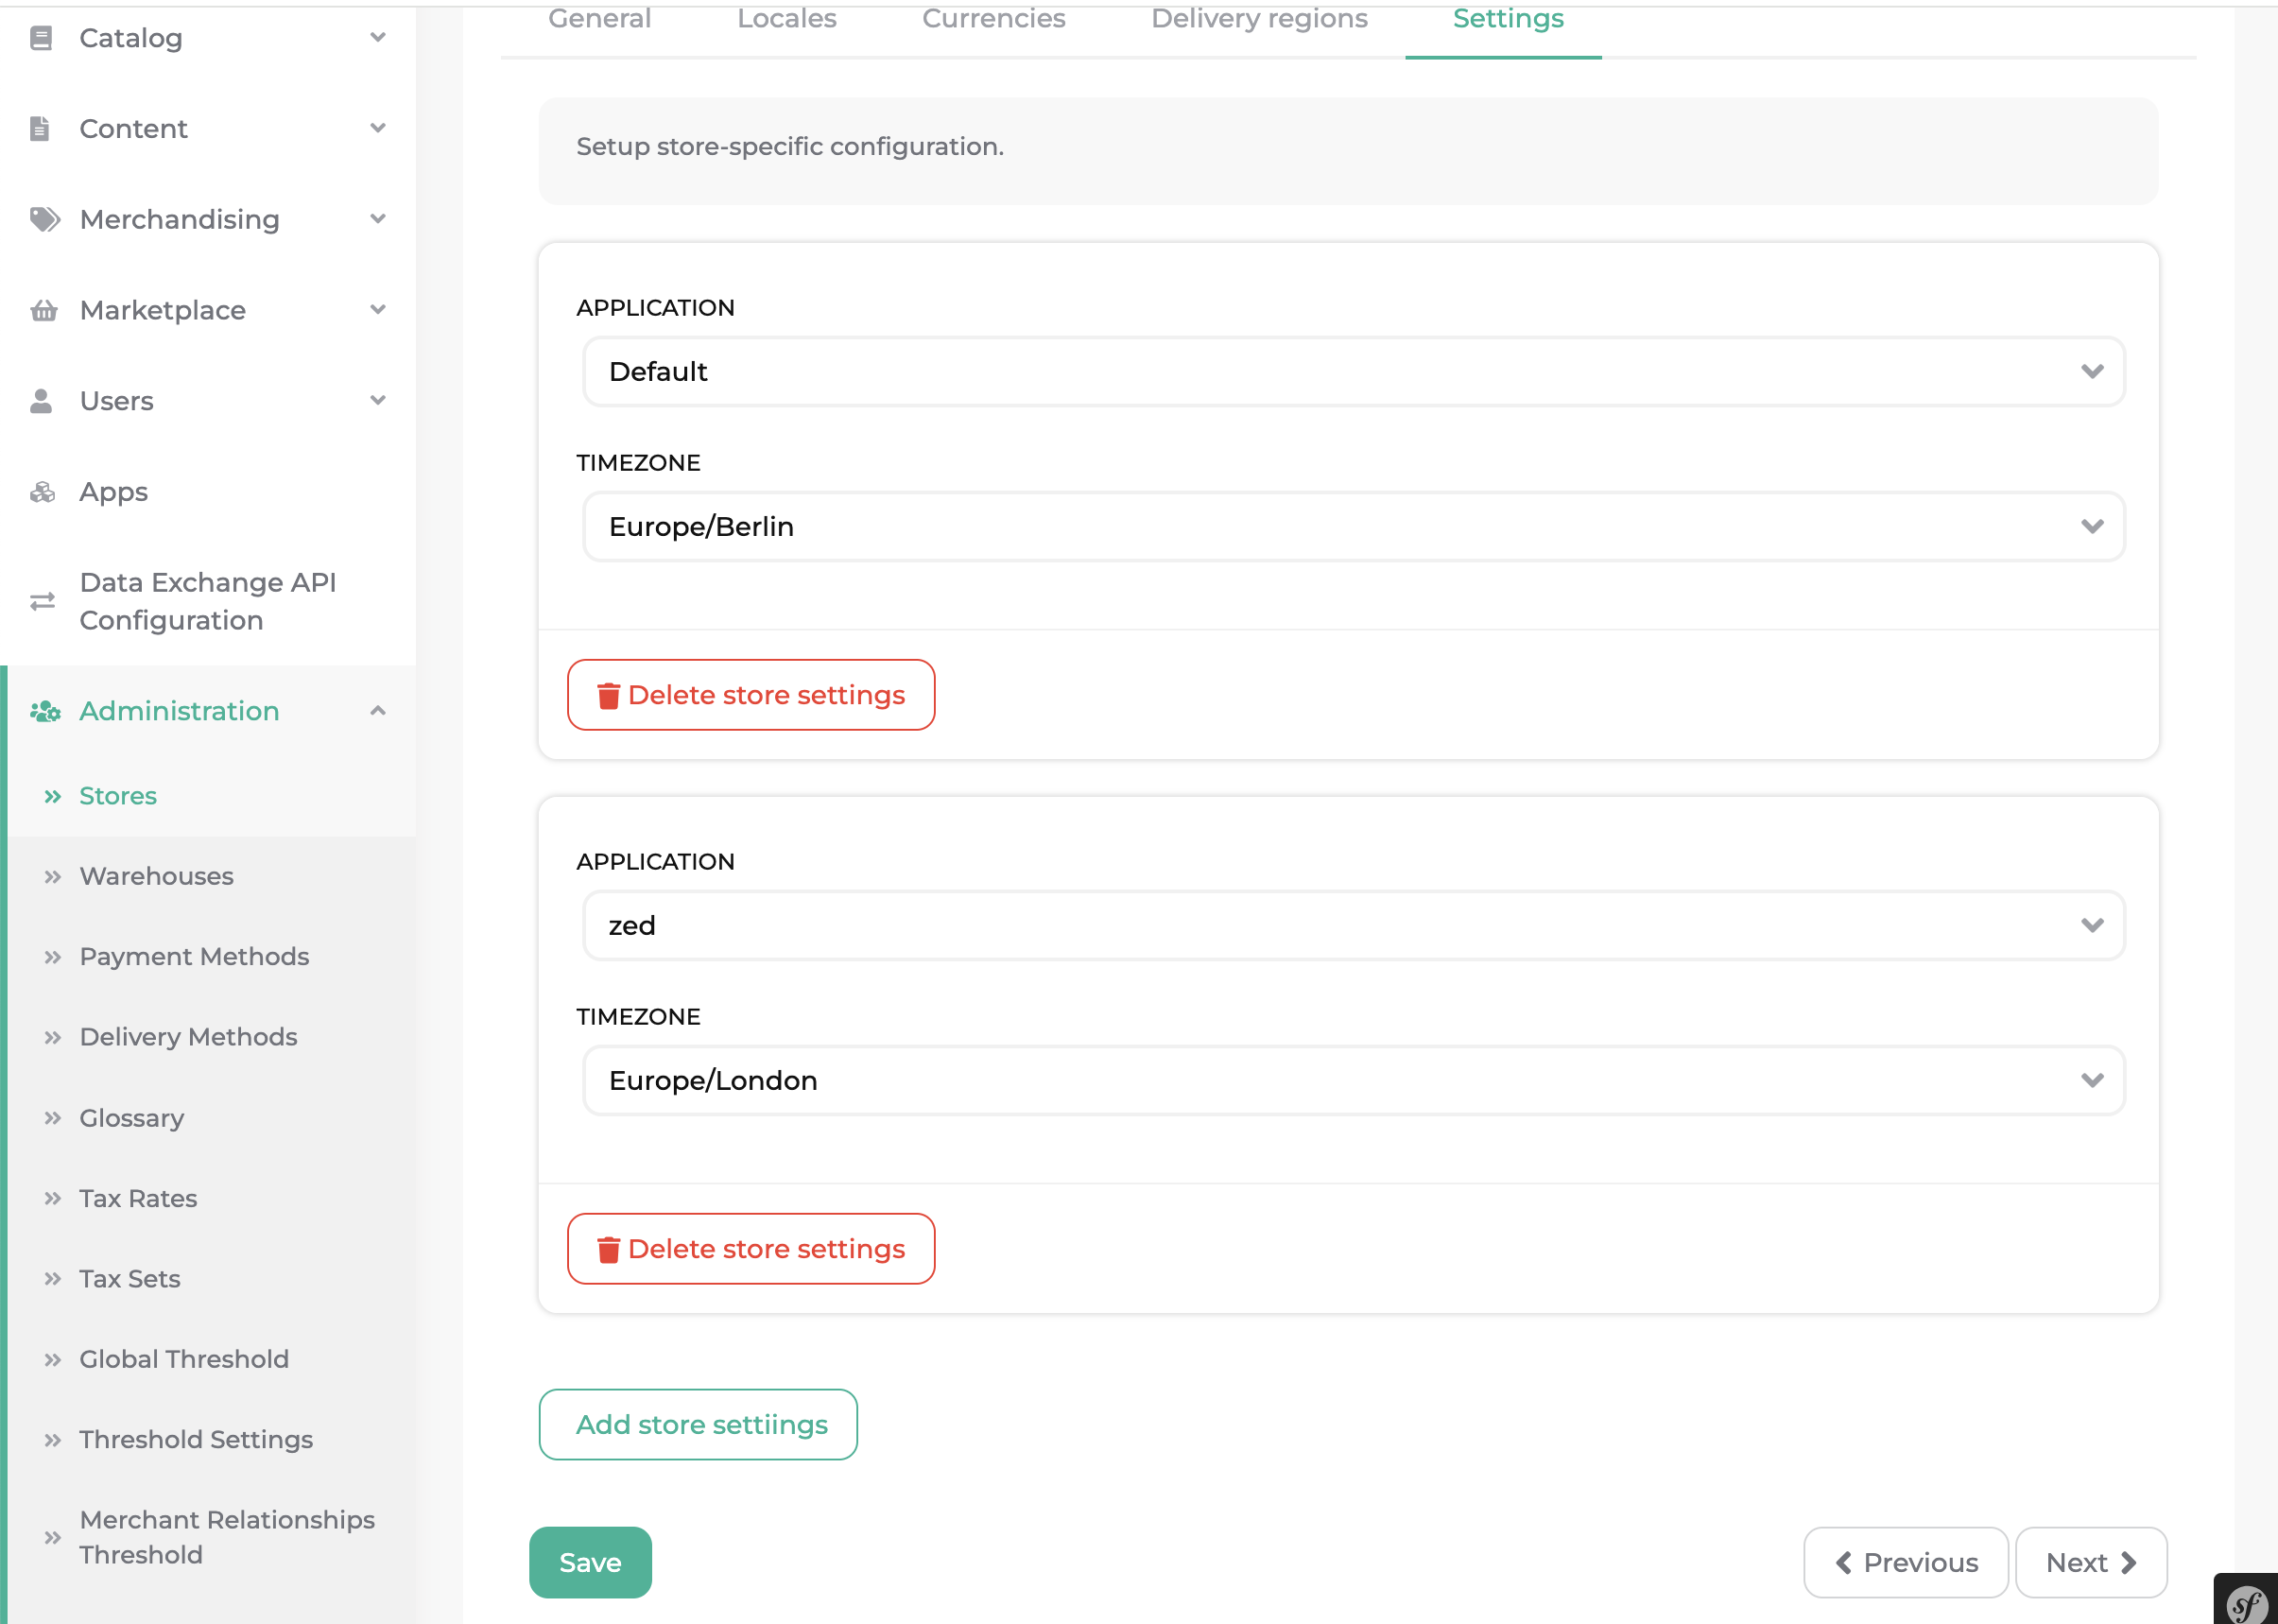 Catalog
Content
Merchandising
Marketplace
Users
Apps
Data Exchange API
Configuration
Administration
Stores
Warehouses
Payment Methods
Delivery Methods
Glossary
Tax Rates
Tax Sets
Global Threshold
Threshold Settings
Merchant Relationships
Threshold
General Locales Currencies Delivery regions Settings
Setup store-specific configuration.
APPLICATION
Default
TIMEZONE
Europe/Berlin
Delete store settings
APPLICATION
zed
TIMEZONE
Europe/London
Delete store settings
Add store settiings
Save
Previous Next
sf